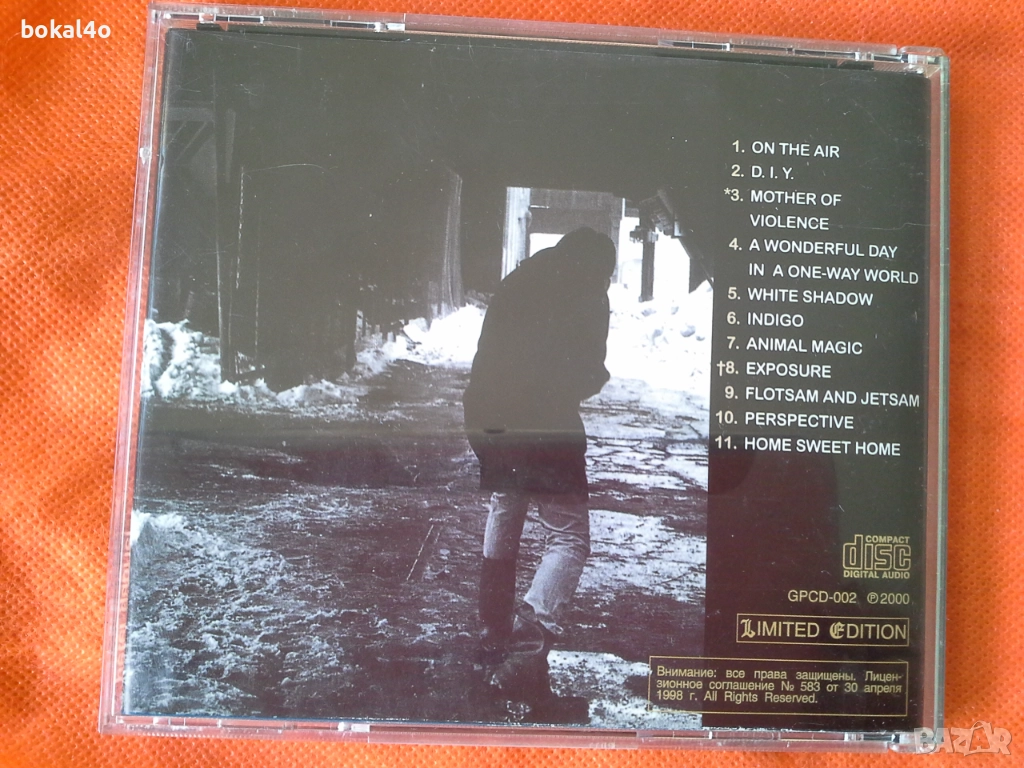 bokal4o
1. ON THE AIR
2. D. I. Y.
*3. MOTHER OF
VIOLENCE
4. A WONDERFUL DAY
IN A ONE-WAY WORLD
5. WHITE SHADOW
6. INDIGO
7. ANIMAL MAGIC
†8. EXPOSURE
9. FLOTSAM AND JETSAM
10. PERSPECTIVE
11. HOME SWEET HOME
COMPACT
disc
DIGITAL AUDIO
GPCD-002 ℗2000
LIMITED EDITION
Внимание: все права защищены. Лицен-
зионное соглашение № 583 от 30 апреля
1998 г. All Rights Reserved.
BAZAR